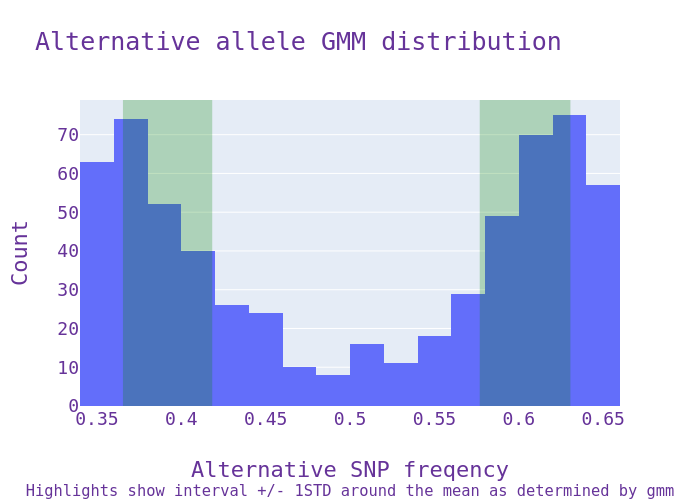 Alternative allele GMM distribution
70
60
50
40
30
20
10
0
Count
0.35 0.4 0.45 0.5 0.55 0.6 0.65
Alternative SNP freqency
Highlights show interval +/- 1STD around the mean as determined by gmm